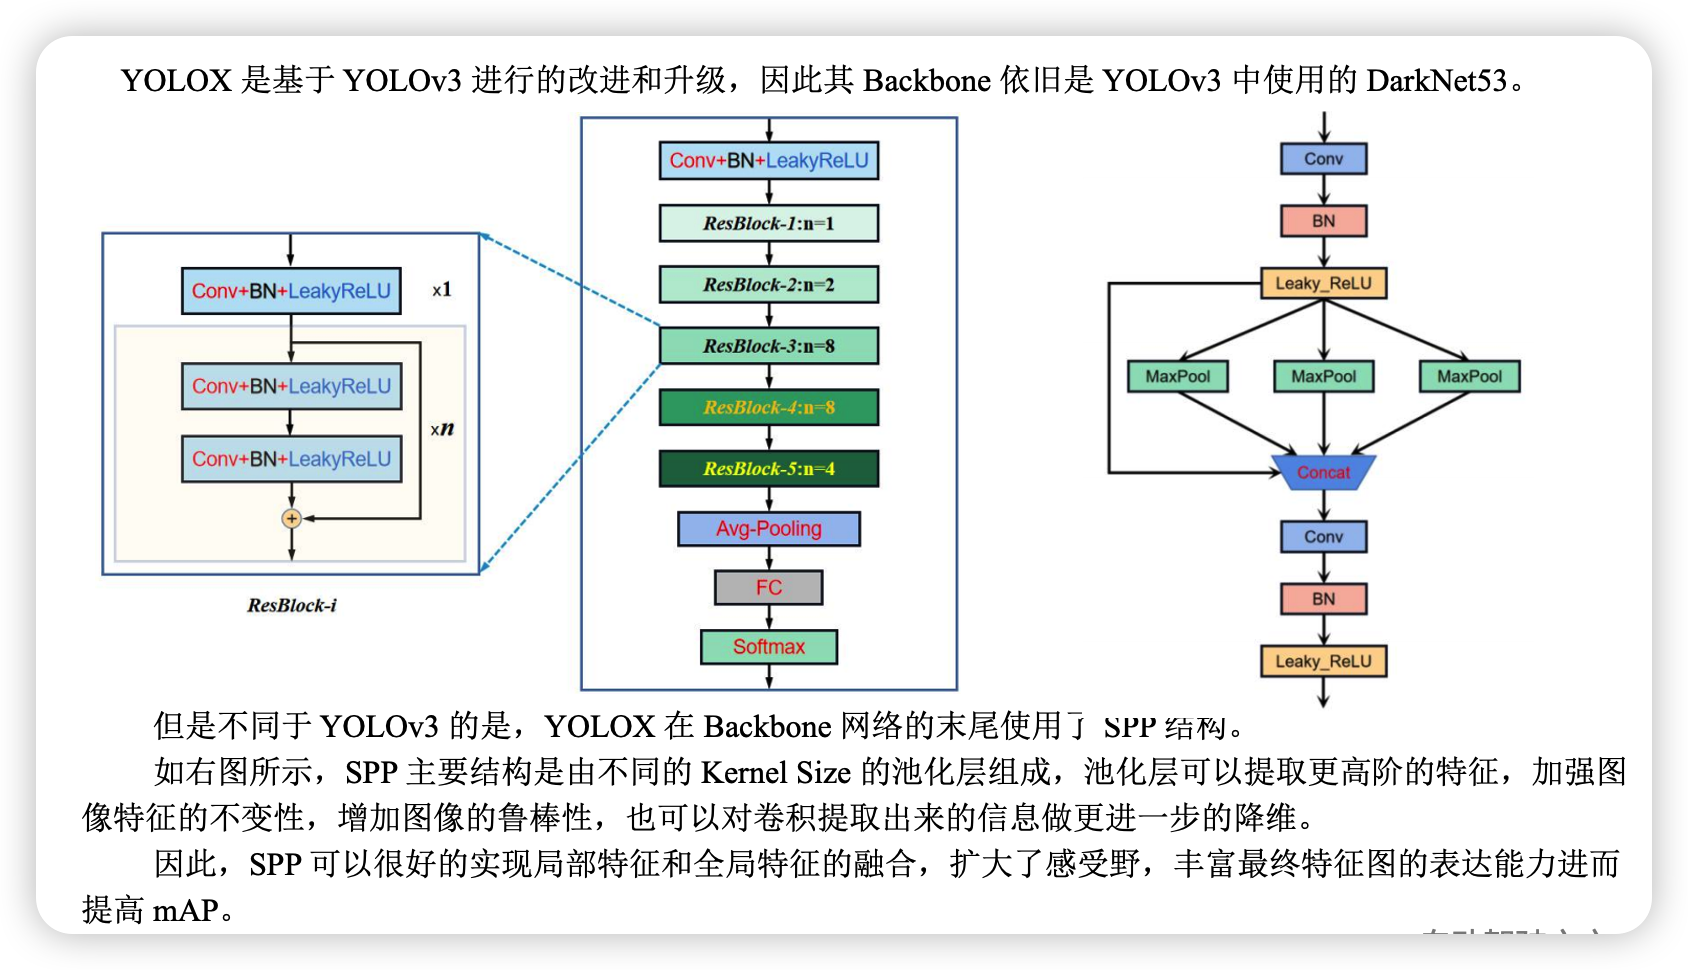 YOLOX 是基于 YOLOv3 进行的改进和升级，因此其 Backbone 依旧是 YOLOv3 中使用的 DarkNet53。
Conv+BN+LeakyReLU
×1
Conv+BN+LeakyReLU
Conv+BN+LeakyReLU
×n
+
ResBlock-i
Conv+BN+LeakyReLU
ResBlock-1:n=1
ResBlock-2:n=2
ResBlock-3:n=8
ResBlock-4:n=8
ResBlock-5:n=4
Avg-Pooling
FC
Softmax
Conv
BN
Leaky_ReLU
MaxPool MaxPool MaxPool
Concat
Conv
BN
Leaky_ReLU
但是不同于 YOLOv3 的是，YOLOX 在 Backbone 网络的末尾使用了 SPP 结构。
如右图所示，SPP 主要结构是由不同的 Kernel Size 的池化层组成，池化层可以提取更高阶的特征，加强图
像特征的不变性，增加图像的鲁棒性，也可以对卷积提取出来的信息做更进一步的降维。
因此，SPP 可以很好的实现局部特征和全局特征的融合，扩大了感受野，丰富最终特征图的表达能力进而
提高 mAP。